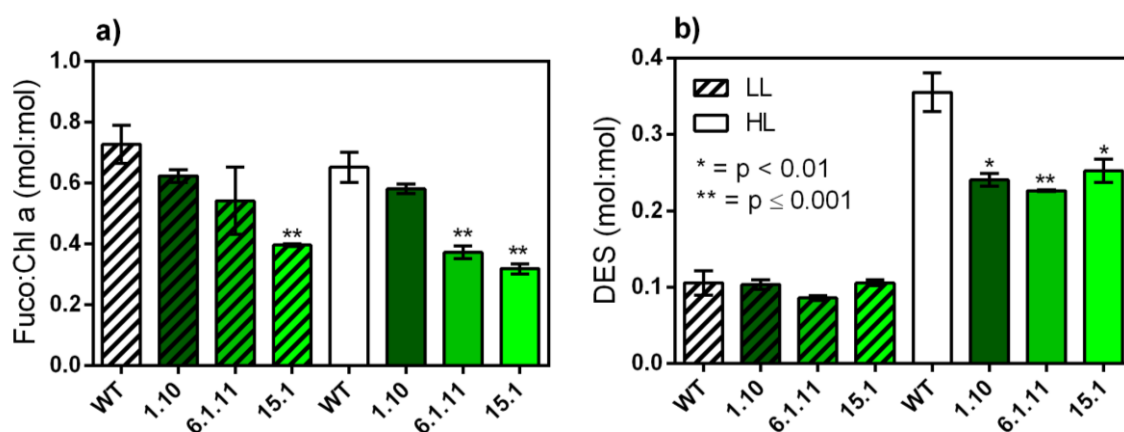 a)
Fuco:Chl a (mol:mol)
1.0
0.8
0.6
0.4
0.2
0.0
**
**
**
WT
1.10
6.1.11
15.1
WT
1.10
6.1.11
15.1
b)
DES (mol:mol)
0.4
0.3
0.2
0.1
0.0
LL
HL
* = p < 0.01
** = p ≤ 0.001
*
**
*
WT
1.10
6.1.11
15.1
WT
1.10
6.1.11
15.1